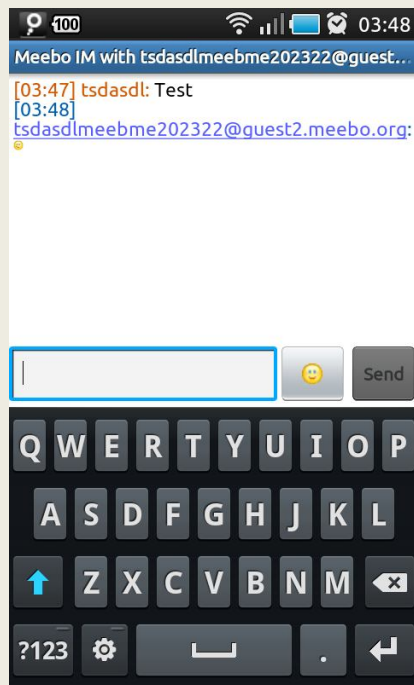 100 03:48
Meebo IM with tsdasdlmeebme202322@guest...
[03:47] tsdasdl: Test
[03:48]
tsdasdlmeebme202322@guest2.meebo.org:
Send
Q W E R T Y U I O P
A S D F G H J K L
Z X C V B N M
?123 .